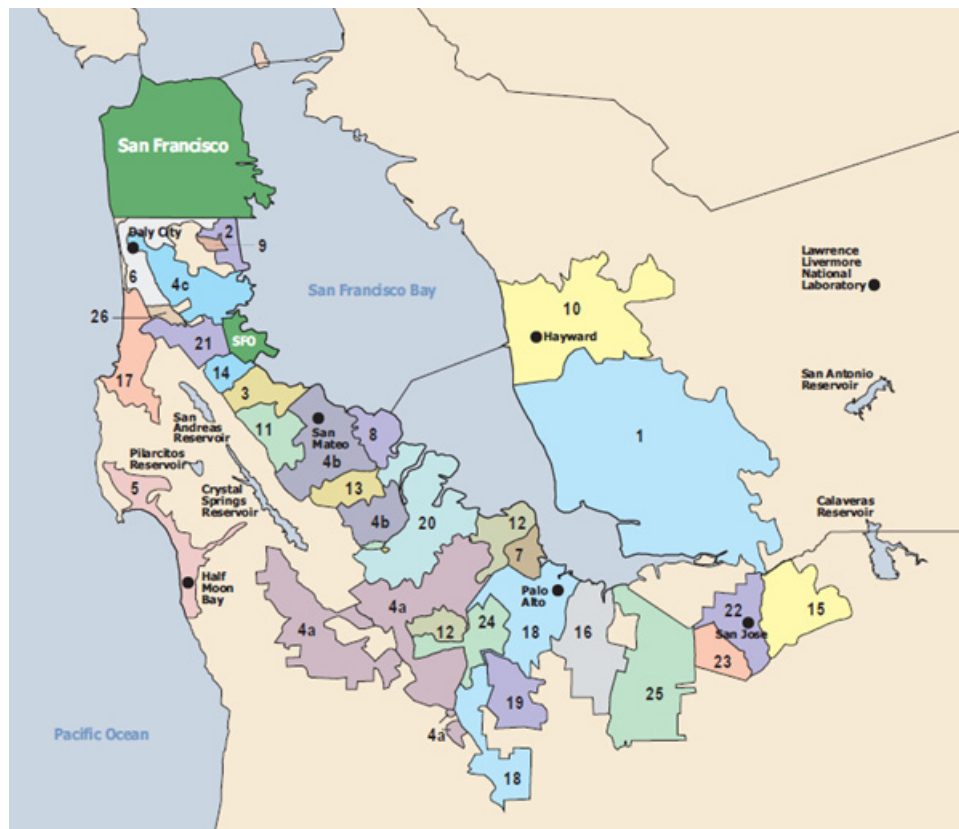 San Francisco
Daly City
2
9
6
4c
San Francisco Bay
Lawrence
Livermore
National
Laboratory
10
26
21
SFO
Hayward
17
14
3
San Antonio
Reservoir
San
Andreas
Reservoir
11
San
Mateo
8
1
Pilarcitos
Reservoir
4b
5
Crystal
Springs
Reservoir
13
4b
20
12
7
Calaveras
Reservoir
Half
Moon
Bay
4a
Palo
Alto
4a
12
24
18
16
22
San Jose
15
23
19
25
4a
Pacific Ocean
18